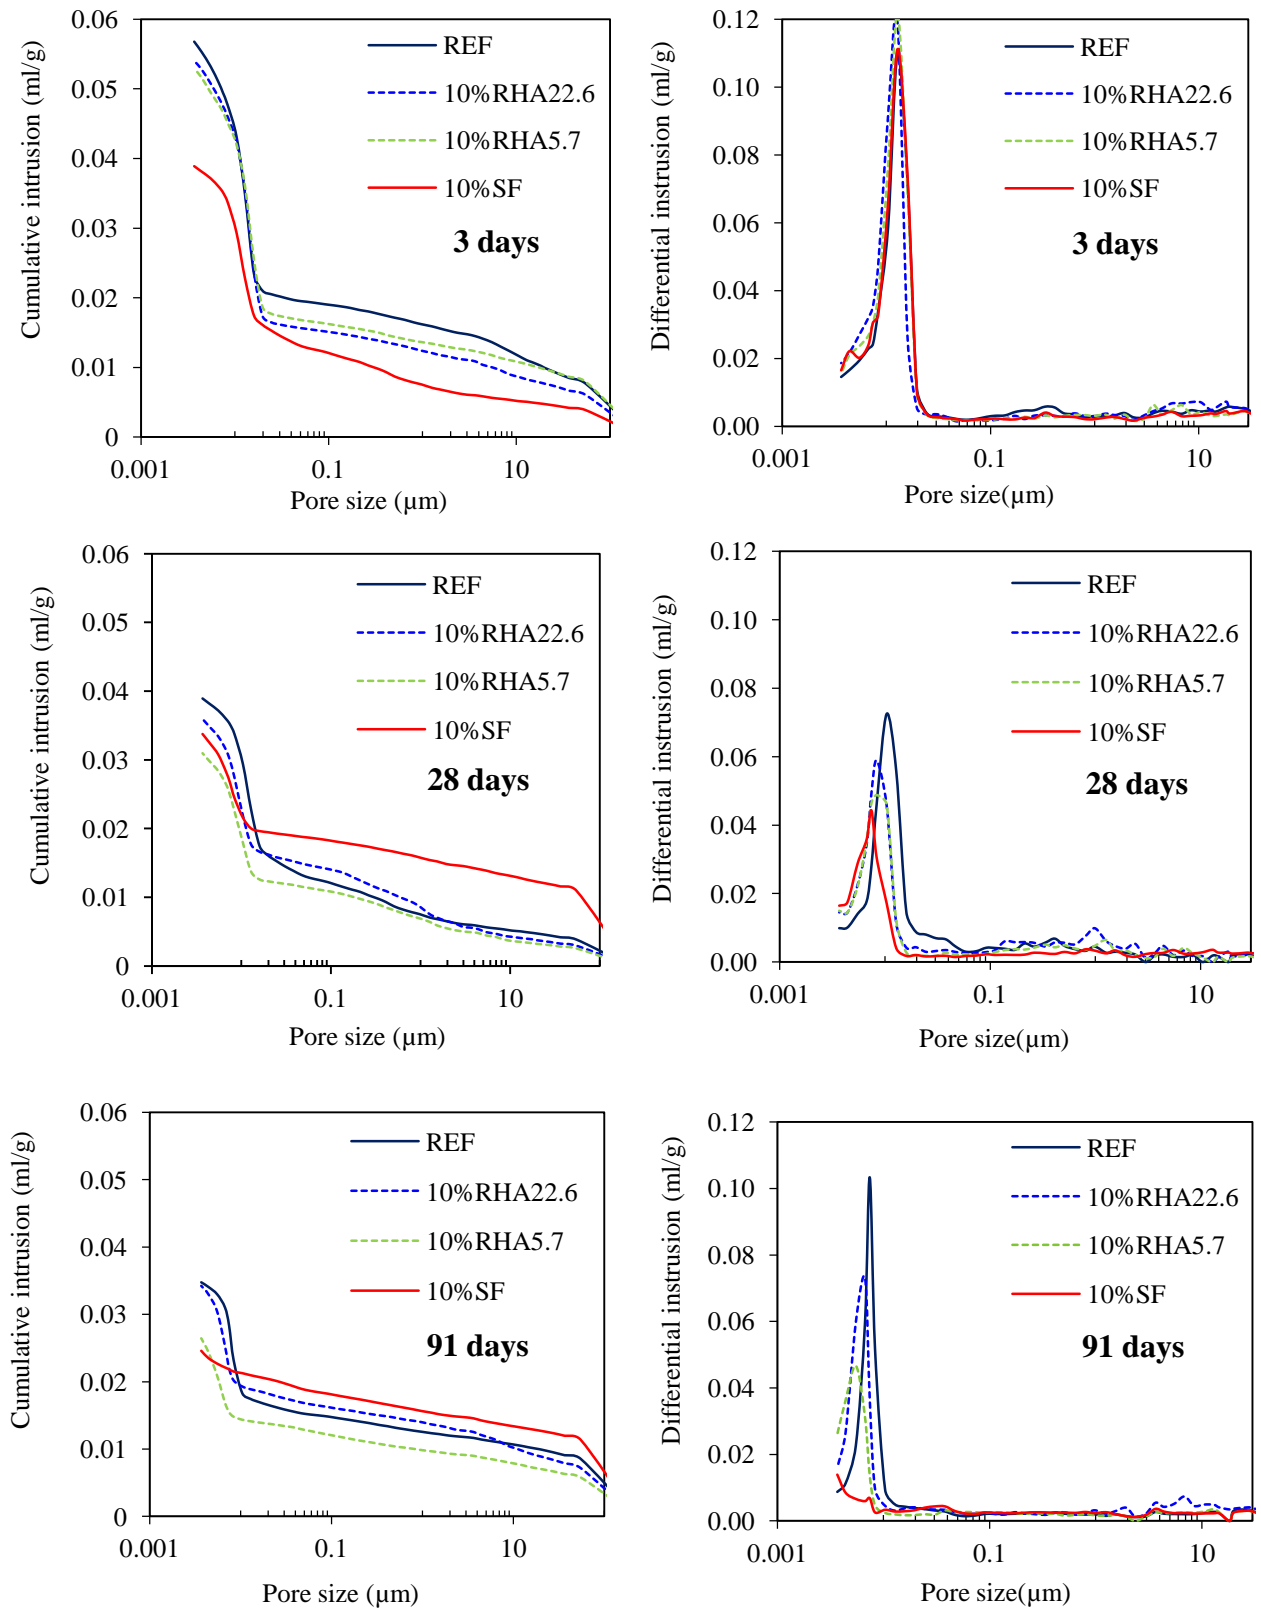 Cumulative intrusion (ml/g)
0.06
0.05
0.04
0.03
0.02
0.01
0
REF
10%RHA22.6
10%RHA5.7
10%SF
3 days
0.001
0.1
10
Pore size (µm)
Differential instrusion (ml/g)
0.12
0.10
0.08
0.06
0.04
0.02
0.00
REF
10%RHA22.6
10%RHA5.7
10%SF
3 days
0.001
0.1
10
Pore size(µm)
Cumulative intrusion (ml/g)
0.06
0.05
0.04
0.03
0.02
0.01
0
REF
10%RHA22.6
10%RHA5.7
10%SF
28 days
0.001
0.1
10
Pore size (µm)
Differential instrusion (ml/g)
0.12
0.10
0.08
0.06
0.04
0.02
0.00
REF
10%RHA22.6
10%RHA5.7
10%SF
28 days
0.001
0.1
10
Pore size(µm)
Cumulative intrusion (ml/g)
0.06
0.05
0.04
0.03
0.02
0.01
0
REF
10%RHA22.6
10%RHA5.7
10%SF
91 days
0.001
0.1
10
Pore size (µm)
Differential instrusion (ml/g)
0.12
0.10
0.08
0.06
0.04
0.02
0.00
REF
10%RHA22.6
10%RHA5.7
10%SF
91 days
0.001
0.1
10
Pore size(µm)